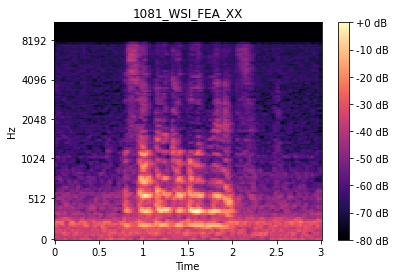 1081_WSI_FEA_XX
+0 dB
8192
-10 dB
4096
-20 dB
-30 dB
2048
-40 dB
Hz
1024
-50 dB
512
-60 dB
-70 dB
0
-80 dB
0 0.5 1 1.5 2 2.5 3
Time